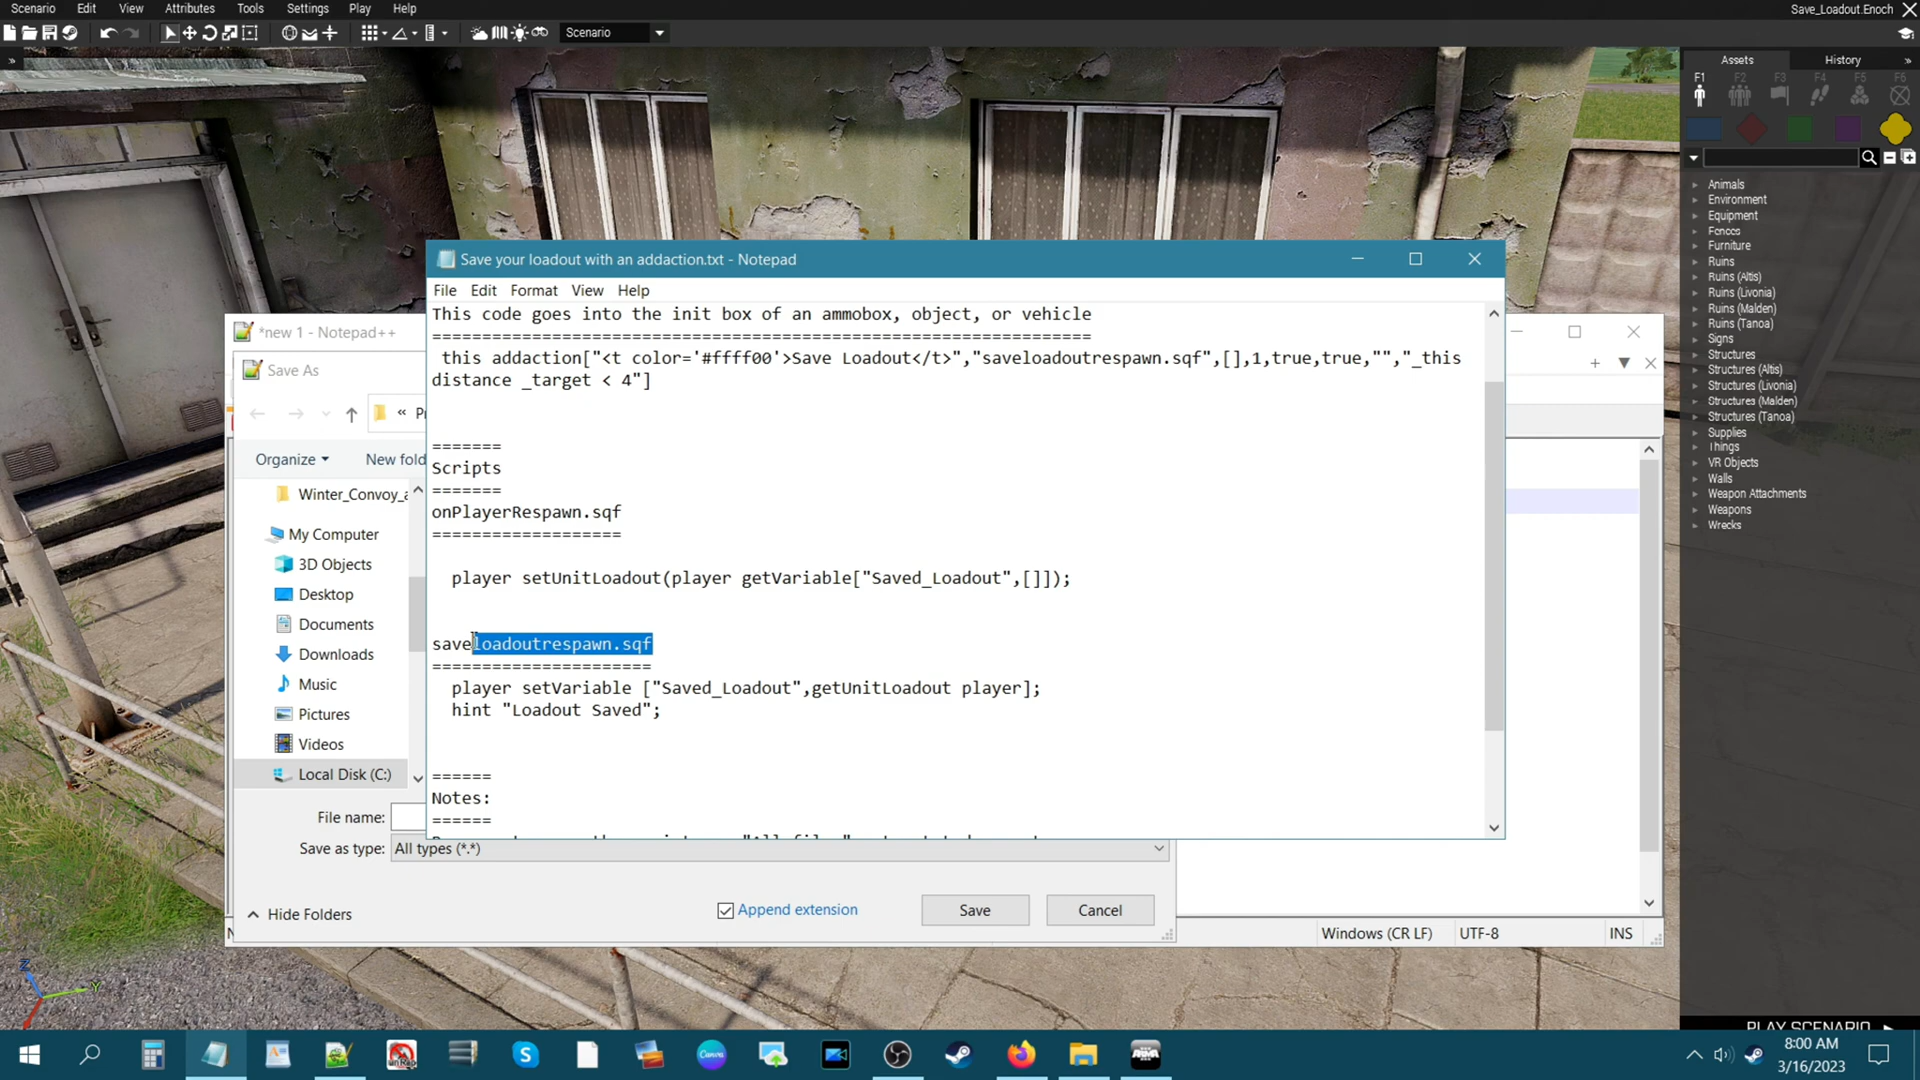 Scenario Edit View Attributes Tools Settings Play Help
Save_Loadout.Enoch
Scenario
Assets History
F1 F2 F3 F4 F5 F6
Animals
Environment
Equipment
Fences
Furniture
Ruins
Ruins (Altis)
Ruins (Livonia)
Ruins (Malden)
Ruins (Tanoa)
Signs
Structures
Structures (Altis)
Structures (Livonia)
Structures (Malden)
Structures (Tanoa)
Supplies
Things
VR Objects
Walls
Weapon Attachments
Weapons
Wrecks
PLAY SCENARIO
Save your loadout with an addaction.txt - Notepad
File Edit Format View Help
This code goes into the init box of an ammobox, object, or vehicle
==================================================================
this addaction["<t color='#ffff00'>Save Loadout</t>","saveloadoutrespawn.sqf",[],1,true,true,"","_this
distance _target < 4"]
=======
Scripts
=======
onPlayerRespawn.sqf
===================
player setUnitLoadout(player getVariable["Saved_Loadout",[]]);
saveloadoutrespawn.sqf
======================
player setVariable ["Saved_Loadout",getUnitLoadout player];
hint "Loadout Saved";
======
Notes:
======
*new 1 - Notepad++
Save As
« P
Organize New fold
Winter_Convoy_a
My Computer
3D Objects
Desktop
Documents
Downloads
Music
Pictures
Videos
Local Disk (C:)
File name:
Save as type: All types (*.*)
Hide Folders
Append extension
Save Cancel
Windows (CR LF) UTF-8 INS
8:00 AM
3/16/2023